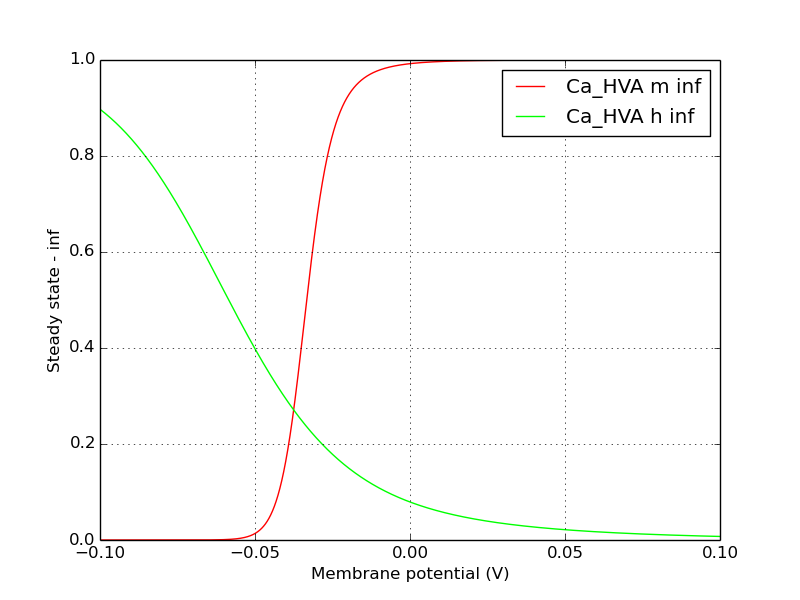 Ca_HVA m inf
Ca_HVA h inf
1.0
0.8
0.6
0.4
0.2
0.0
Steady state - inf
−0.10
−0.05
0.00
0.05
0.10
Membrane potential (V)